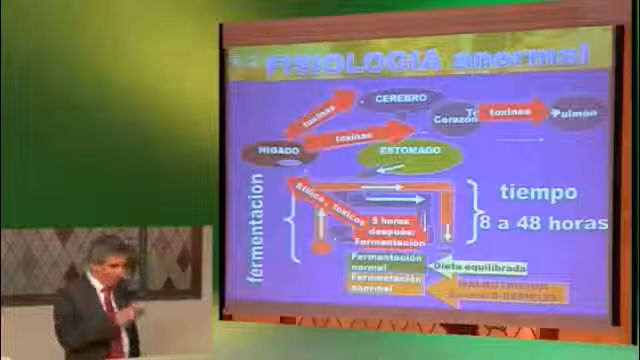 FISIOLOGIA anormal
CEREBRO
toxinas
Corazón
toxinas
Pulmón
toxinas
HIGADO
ESTOMAGO
fermentacion
toxicos
5 horas
después:
Fermentación
tiempo
8 a 48 horas
Fermentación
normal
Dieta equilibrada
Fermentación
anormal